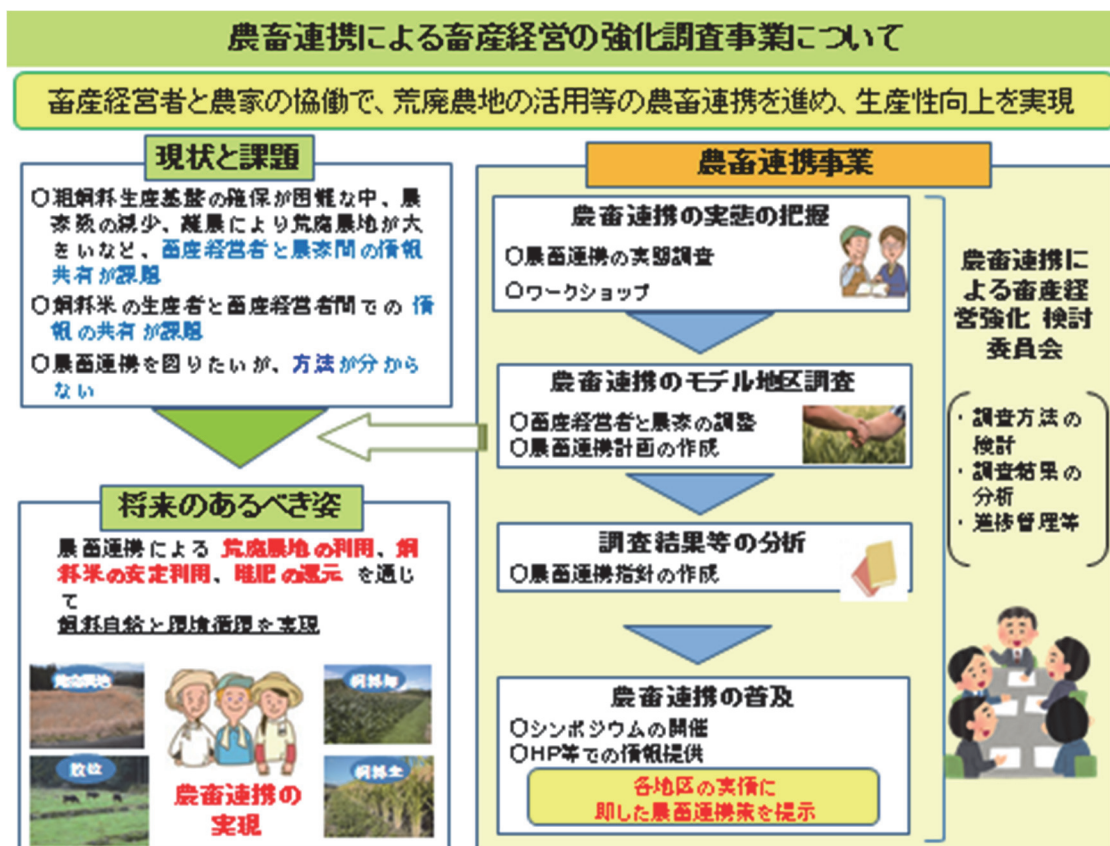 農畜連携による畜産経営の強化調査事業について
畜産経営者と農家の協働で、荒廃農地の活用等の農畜連携を進め、生産性向上を実現
現状と課題
〇粗飼料生産基盤の確保が困難な中、農
家数の減少、離農により荒廃農地が大
きいなど、畜産経営者と農家間の情報
共有が課題
〇飼料米の生産者と畜産経営者間での 情
報の共有が課題
〇農畜連携を図りたいが、方法が分から
ない
将来のあるべき姿
農畜連携による 荒廃農地の利用、飼
料米の安定利用、堆肥の還元 を通じ
て
飼料自給と環境循環を実現
荒廃農地
放牧
農畜連携の
実現
農畜連携事業
農畜連携の実態の把握
〇農畜連携の実態調査
〇ワークショップ
農畜連携のモデル地区調査
〇畜産経営者と農家の調整
〇農畜連携計画の作成
調査結果等の分析
〇農畜連携指針の作成
農畜連携の普及
〇シンポジウムの開催
〇HP等での情報提供
各地区の実情に
即した農畜連携策を提示
農畜連携に
よる畜産経
営強化 検討
委員会
・調査方法の
検討
・調査結果の
分析
・進捗管理等